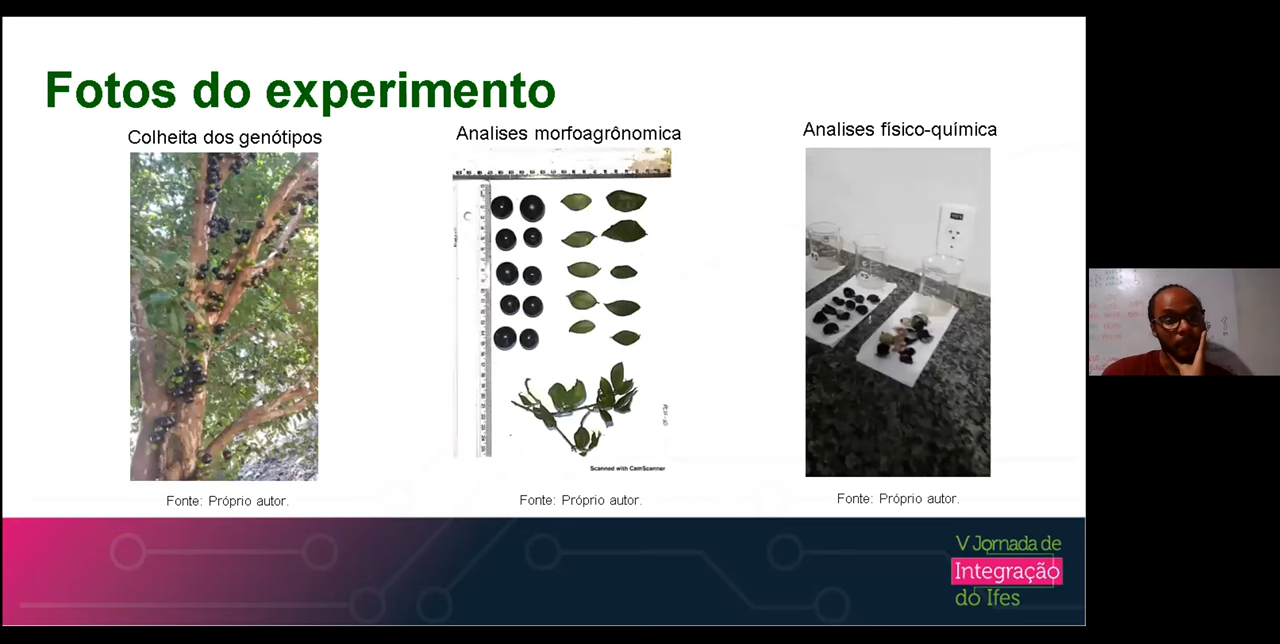 Fotos do experimento
Colheita dos genótipos
Analises morfoagrônomica
Analises físico-química
Scanned with CamScanner
Fonte: Próprio autor.
Fonte: Próprio autor.
Fonte: Próprio autor.
V Jornada de
Integração
do Ifes